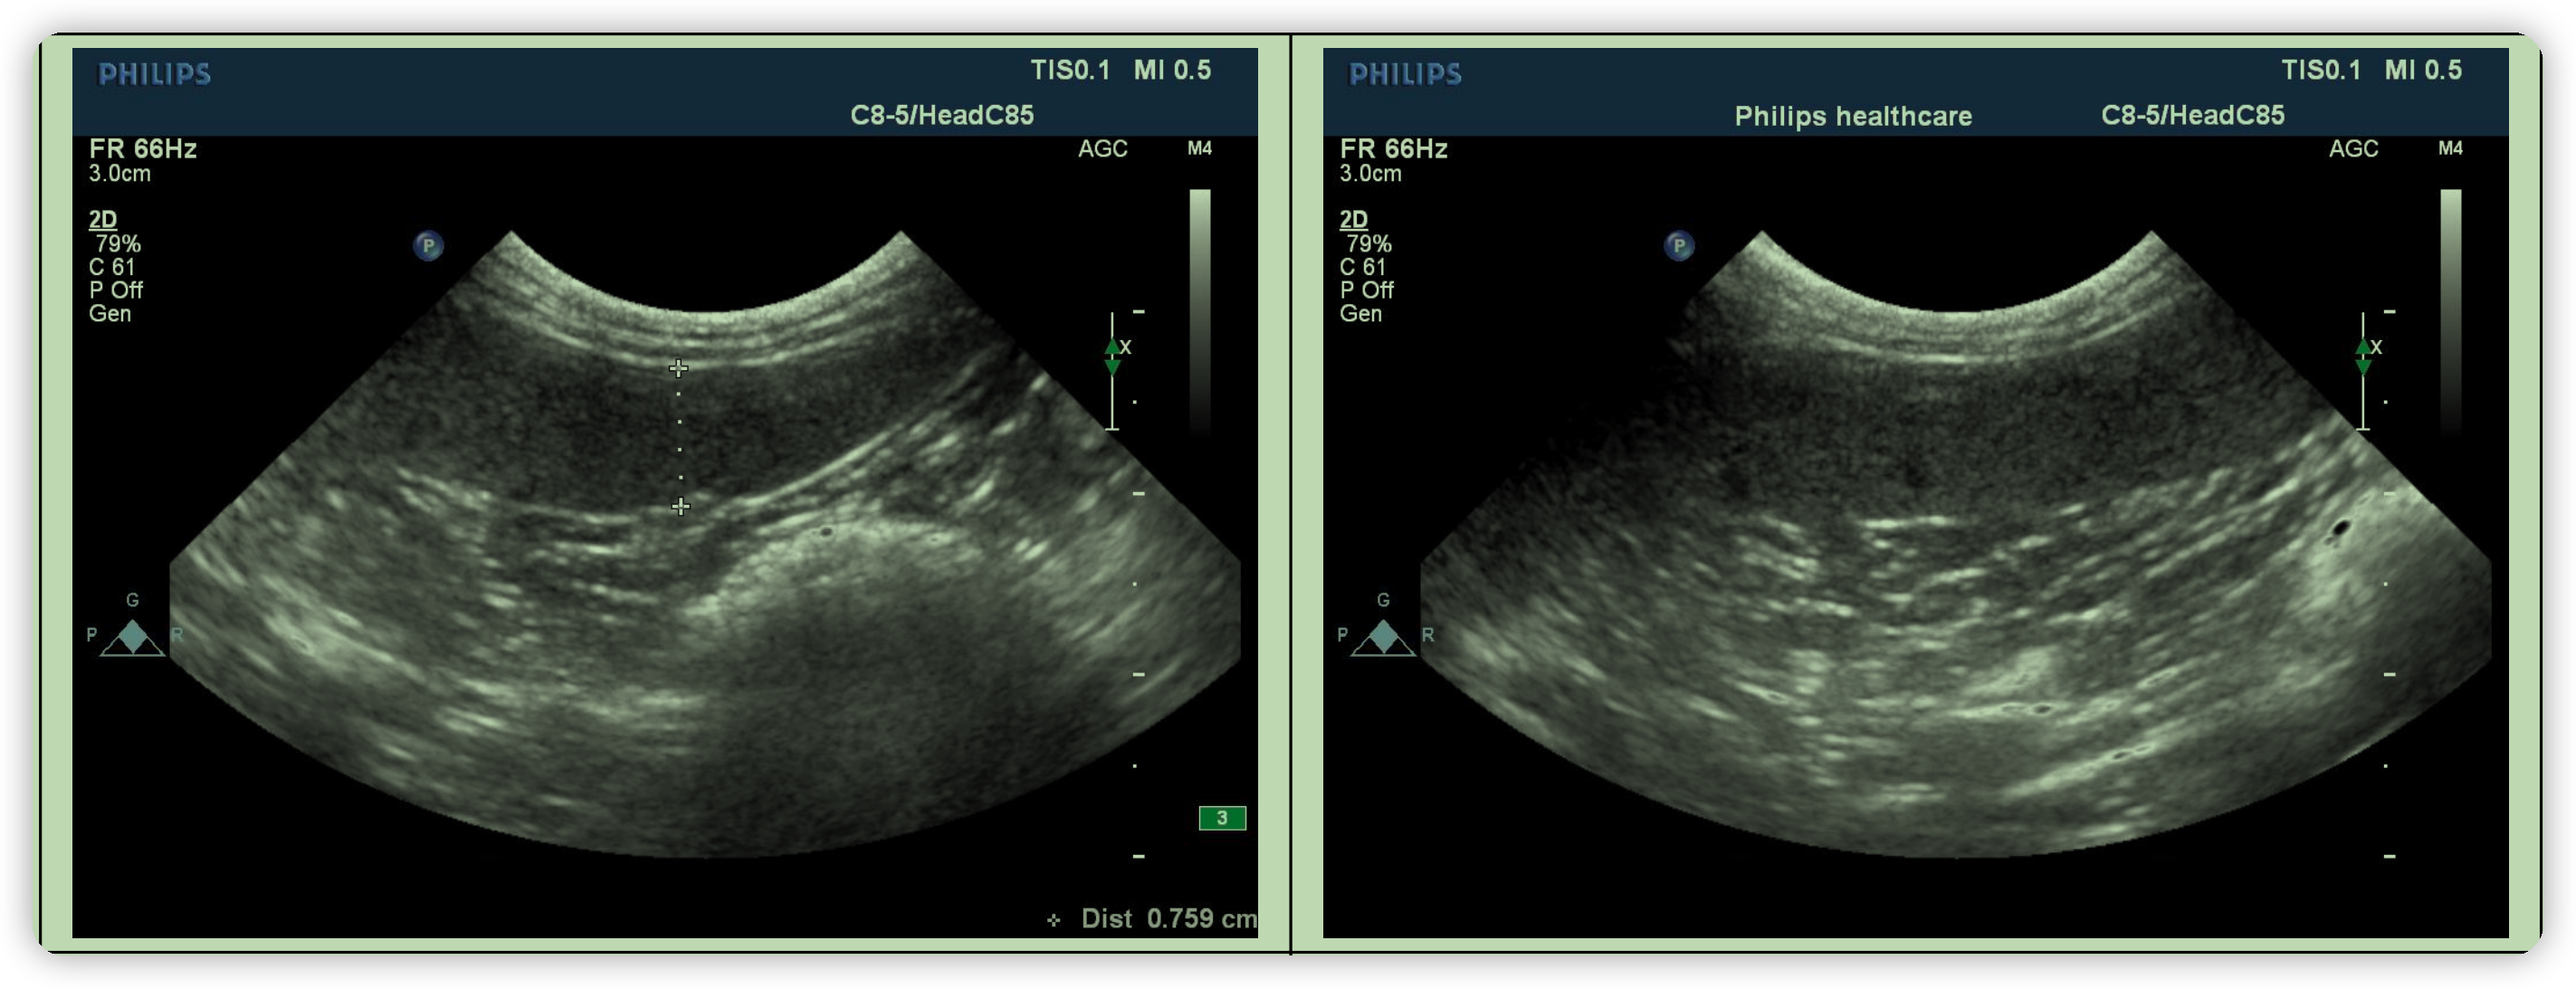 PHILIPS
TIS0.1 MI 0.5
C8-5/HeadC85
FR 66Hz
3.0cm
AGC
M4
2D
79%
C 61
P Off
Gen
P
X
G
P R
3
Dist 0.759 cm
PHILIPS
TIS0.1 MI 0.5
Philips healthcare C8-5/HeadC85
FR 66Hz
3.0cm
AGC
M4
2D
79%
C 61
P Off
Gen
P
X
G
P R